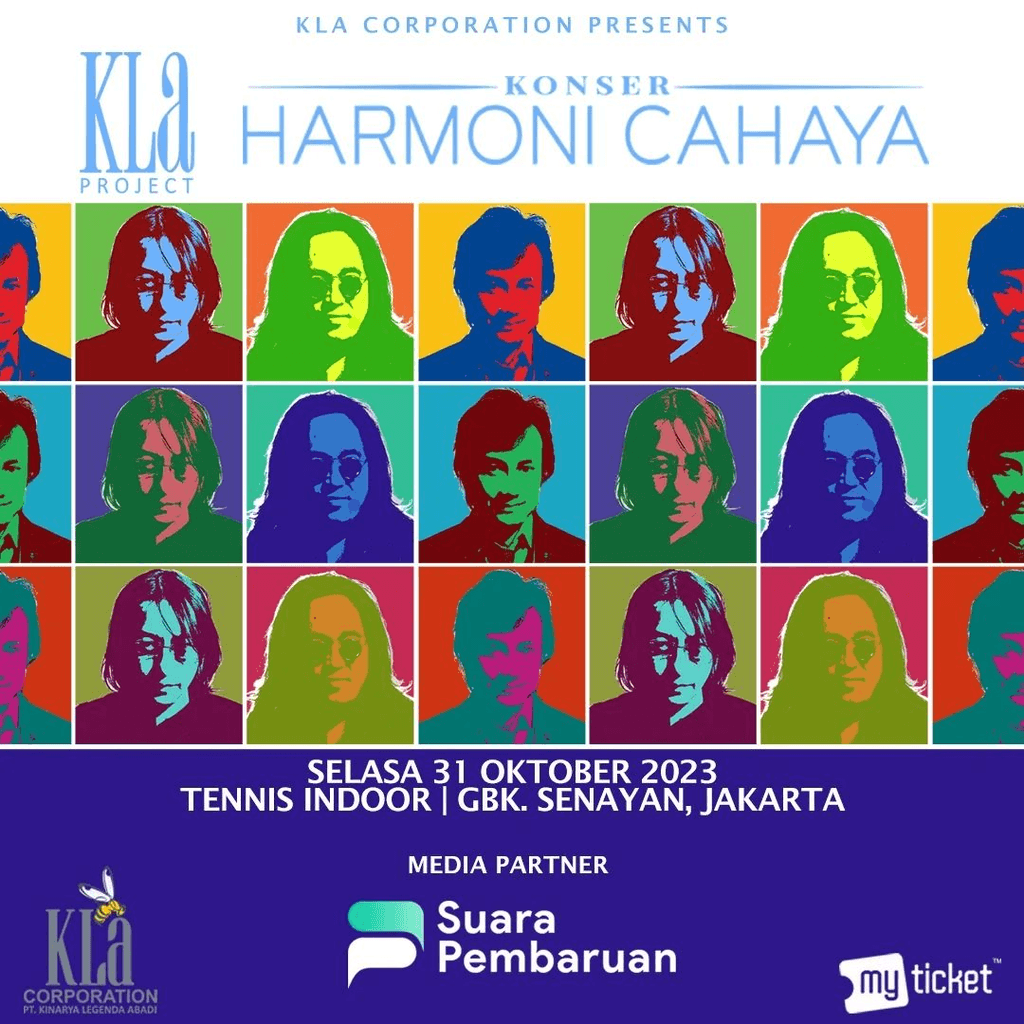 KLA CORPORATION PRESENTS
KLa
PROJECT
KONSER
HARMONI CAHAYA
SELASA 31 OKTOBER 2023
TENNIS INDOOR | GBK. SENAYAN, JAKARTA
MEDIA PARTNER
Suara
Pembaruan
KLa
CORPORATION
PT. KINARYA LEGENDA ABADI
my ticket™